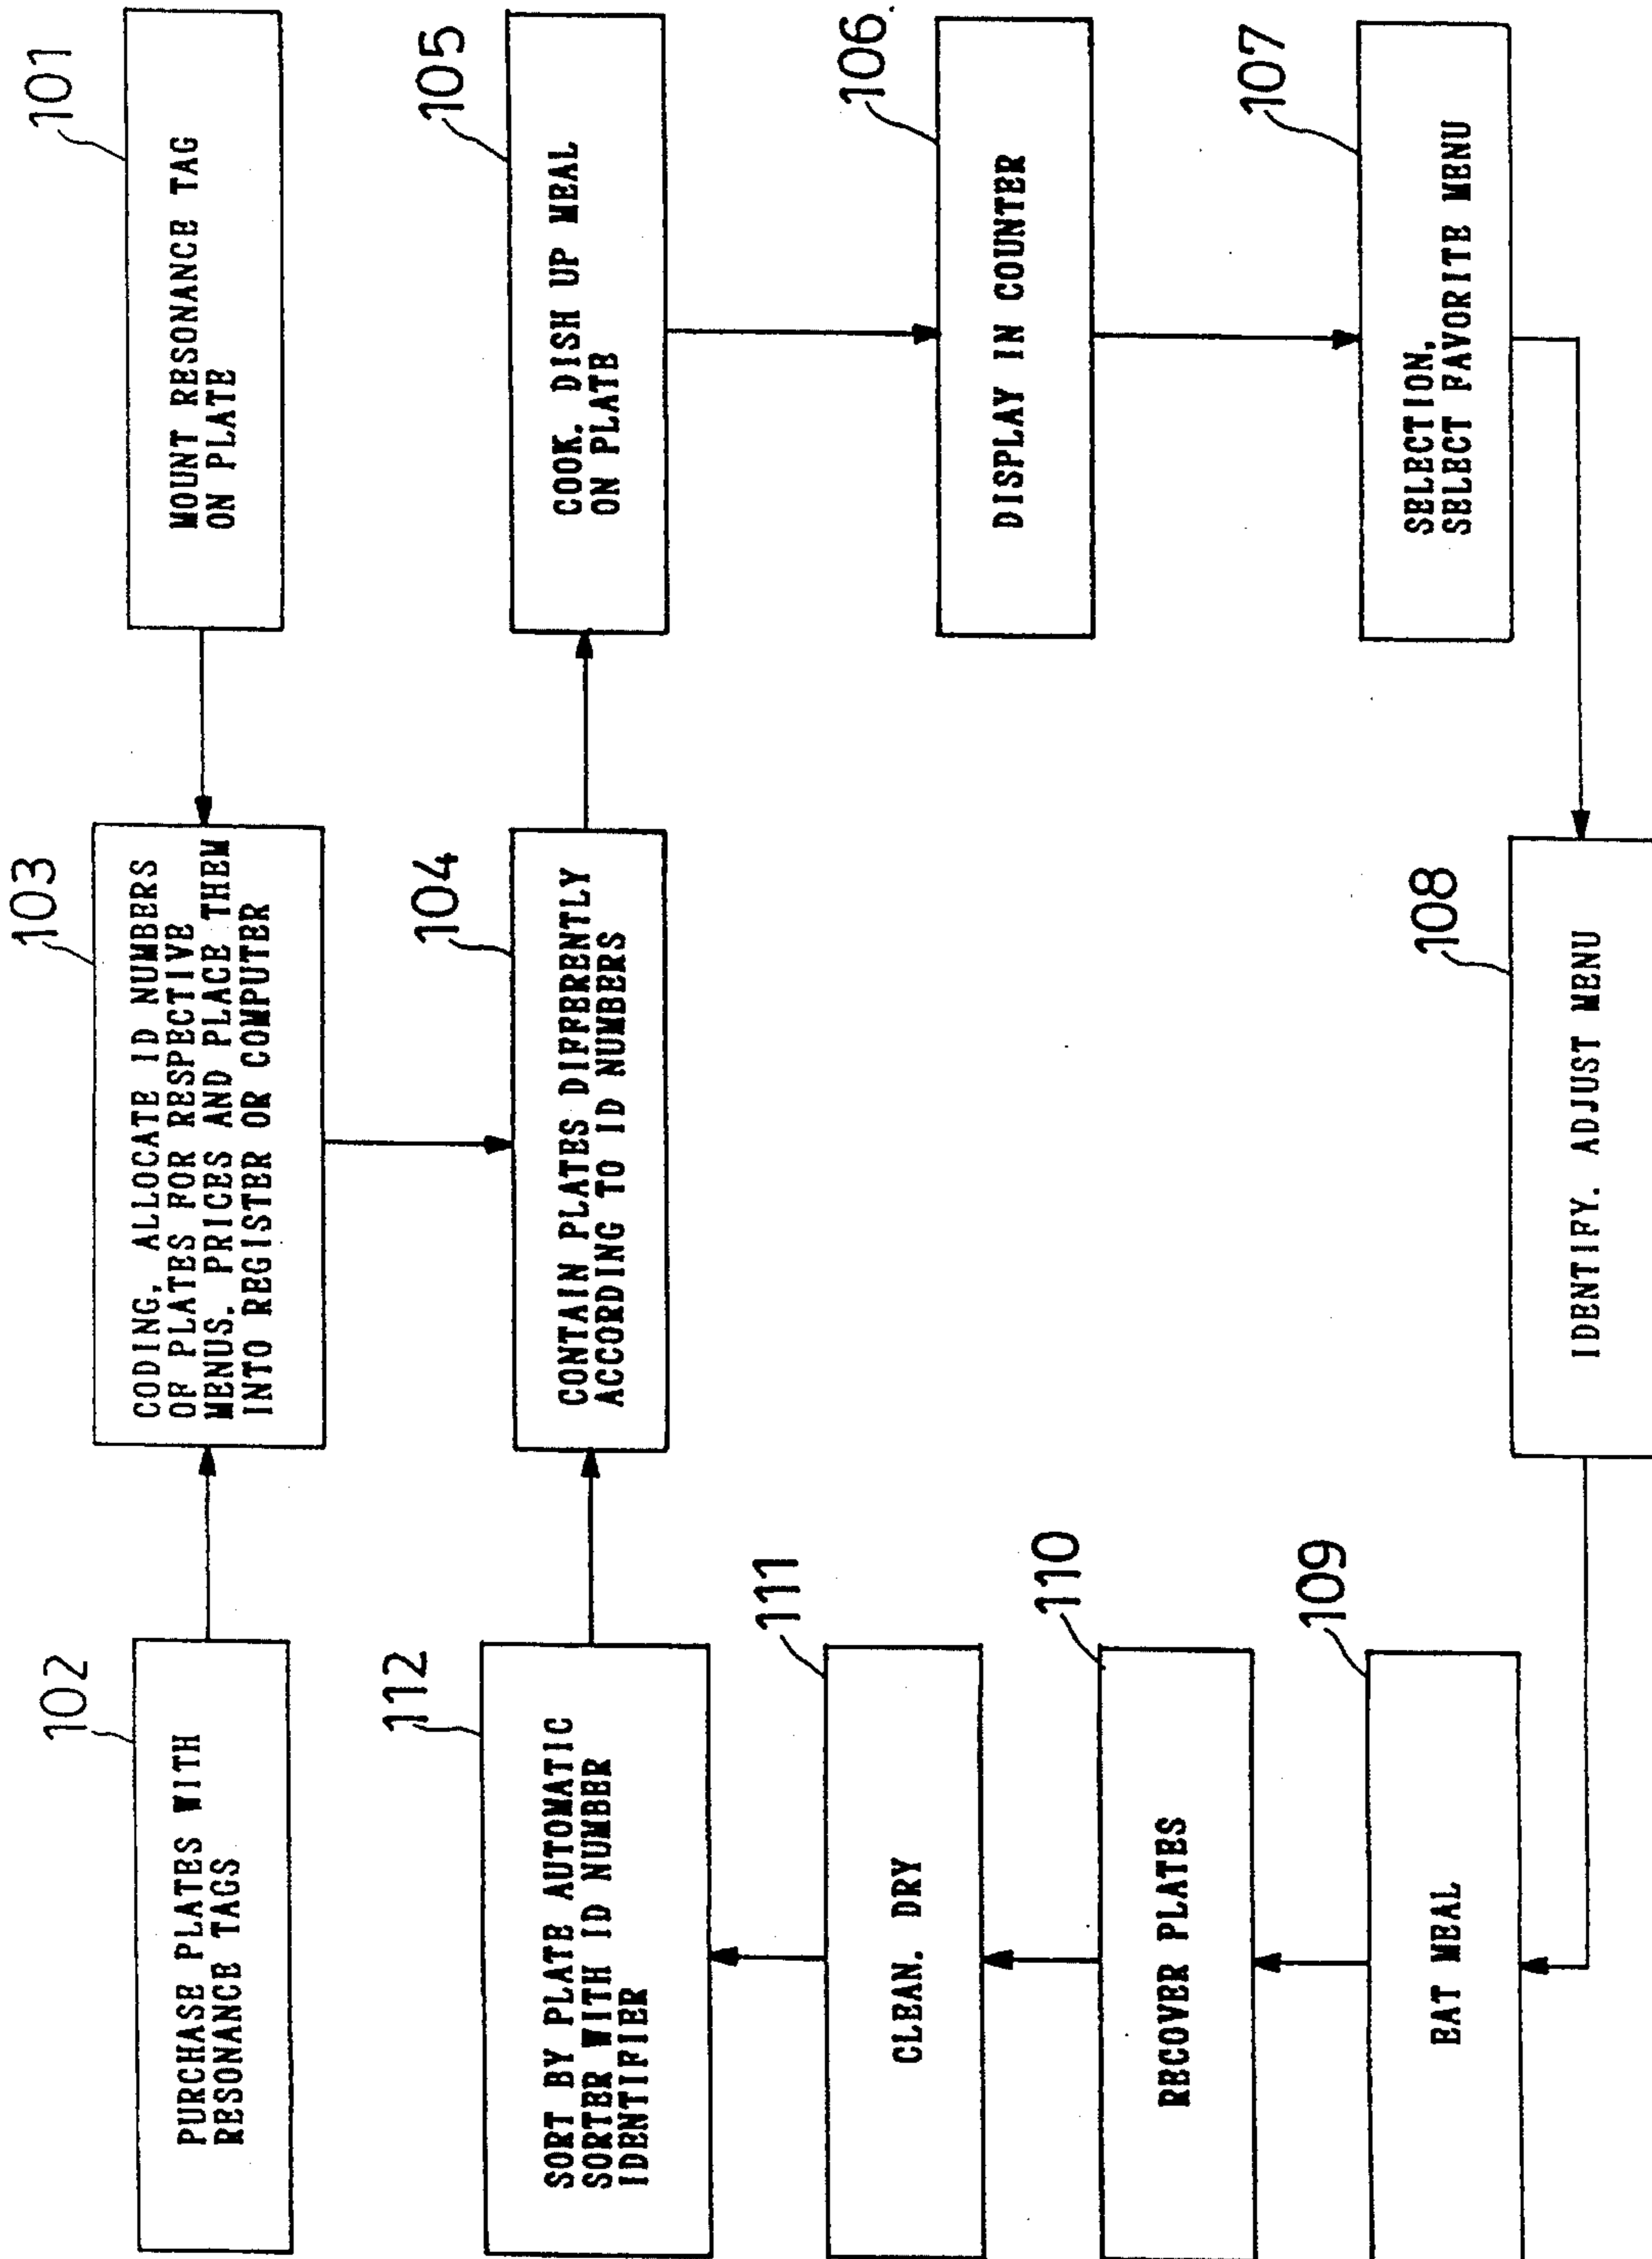 102
PURCHASE PLATES WITH
RESONANCE TAGS
103
CODING, ALLOCATE ID NUMBERS
OF PLATES FOR RESPECTIVE
MENUS. PRICES AND PLACE THEM
INTO REGISTER OR COMPUTER
101
MOUNT RESONANCE TAG
ON PLATE
112
SORT BY PLATE AUTOMATIC
SORTER WITH ID NUMBER
IDENTIFIER
104
CONTAIN PLATES DIFFERENTLY
ACCORDING TO ID NUMBERS
105
COOK. DISH UP MEAL
ON PLATE
111
CLEAN. DRY
106
DISPLAY IN COUNTER
110
RECOVER PLATES
107
SELECTION,
SELECT FAVORITE MENU
109
EAT MEAL
108
IDENTIFY. ADJUST MENU